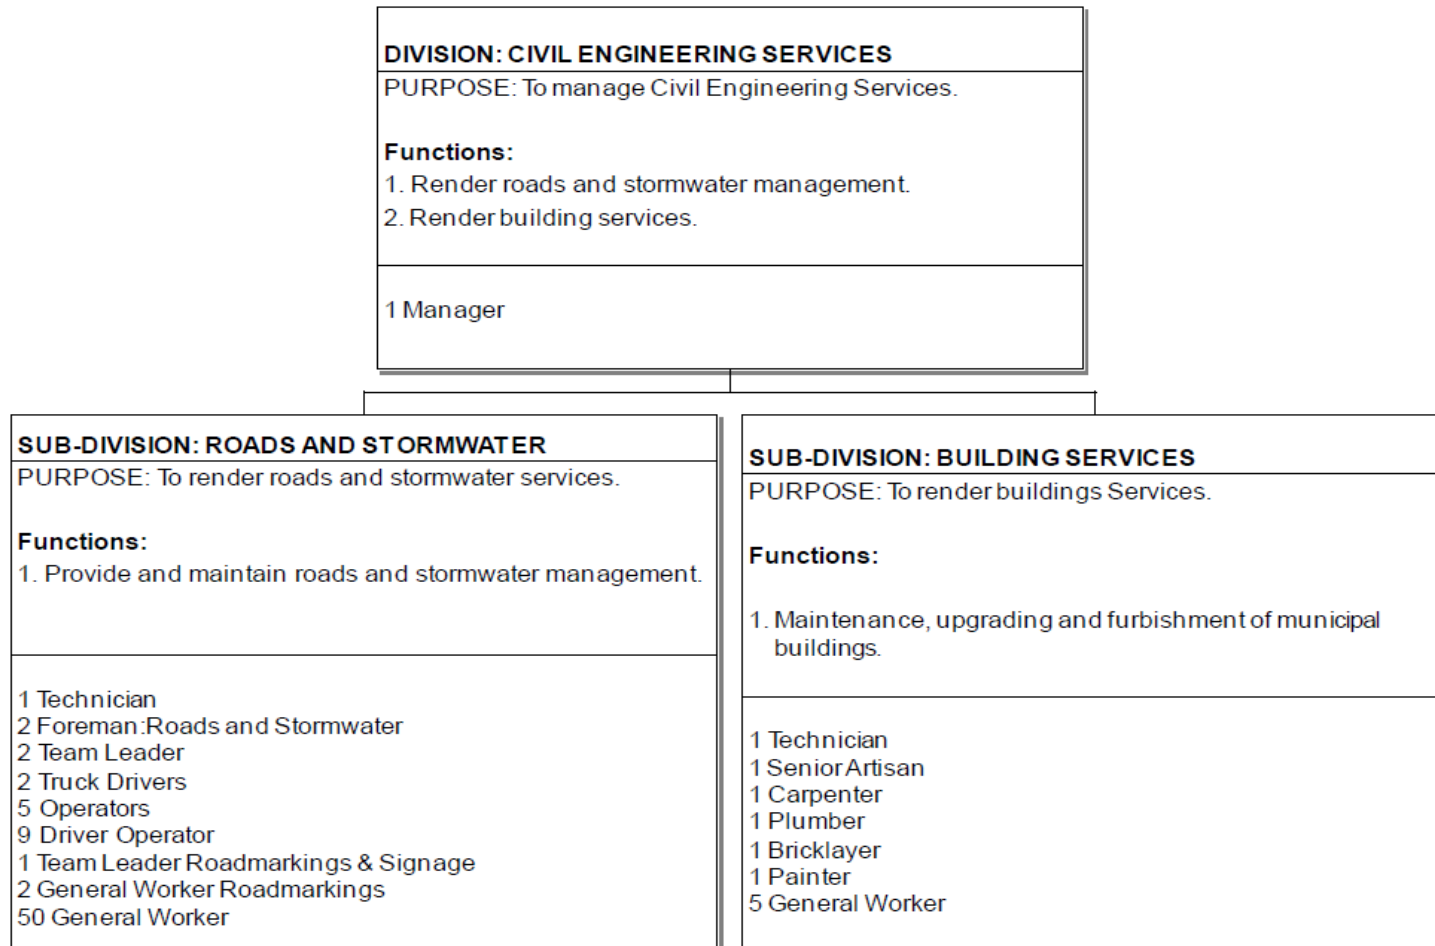 DIVISION: CIVIL ENGINEERING SERVICES
PURPOSE: To manage Civil Engineering Services.
Functions:
1. Render roads and stormwater management.
2. Render building services.
1 Manager
SUB-DIVISION: ROADS AND STORMWATER
PURPOSE: To render roads and stormwater services.
Functions:
1. Provide and maintain roads and stormwater management.
1 Technician
2 Foreman:Roads and Stormwater
2 Team Leader
2 Truck Drivers
5 Operators
9 Driver Operator
1 Team Leader Roadmarkings & Signage
2 General Worker Roadmarkings
50 General Worker
SUB-DIVISION: BUILDING SERVICES
PURPOSE: To render buildings Services.
Functions:
1. Maintenance, upgrading and furbishment of municipal
buildings.
1 Technician
1 Senior Artisan
1 Carpenter
1 Plumber
1 Bricklayer
1 Painter
5 General Worker